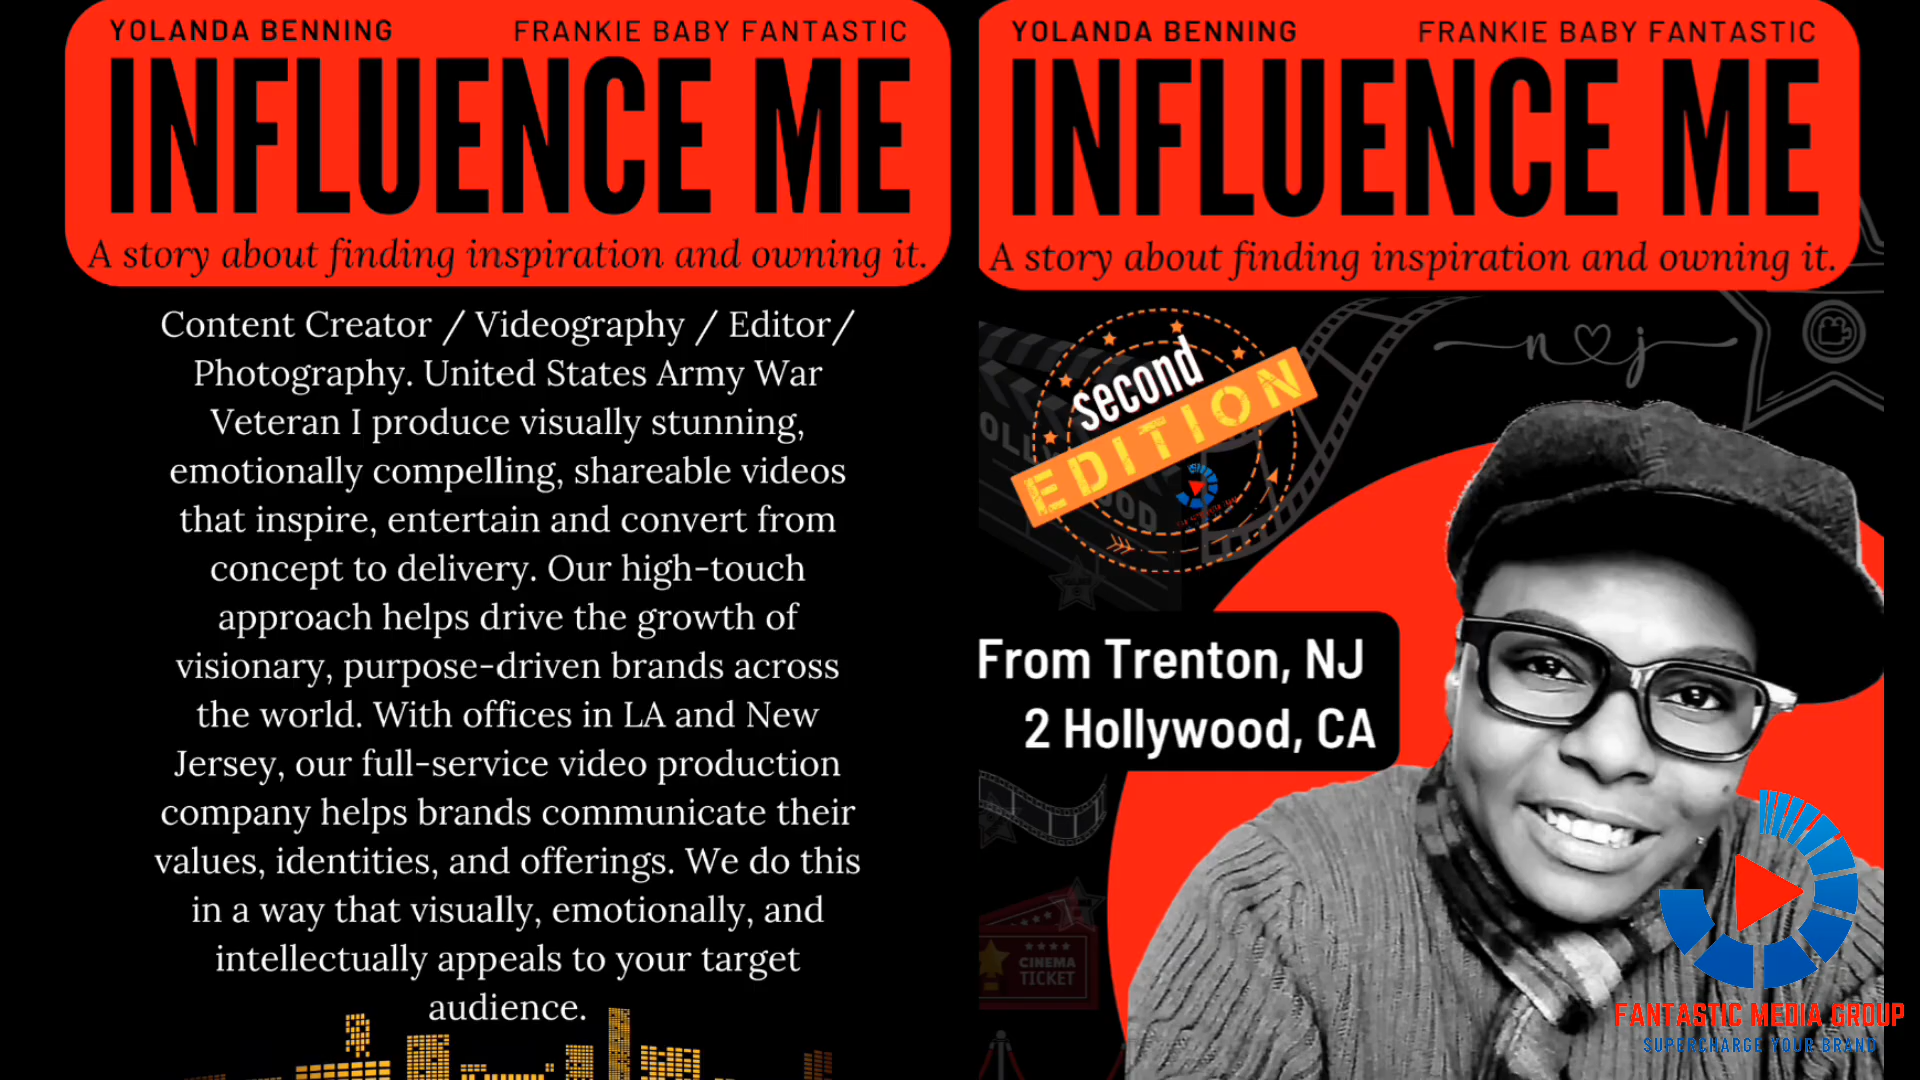 YOLANDA BENNING
FRANKIE BABY FANTASTIC
INFLUENCE ME
A story about finding inspiration and owning it.
Content Creator / Videography / Editor/
Photography. United States Army War
Veteran I produce visually stunning,
emotionally compelling, shareable videos
that inspire, entertain and convert from
concept to delivery. Our high-touch
approach helps drive the growth of
visionary, purpose-driven brands across
the world. With offices in LA and New
Jersey, our full-service video production
company helps brands communicate their
values, identities, and offerings. We do this
in a way that visually, emotionally, and
intellectually appeals to your target
audience.
YOLANDA BENNING
FRANKIE BABY FANTASTIC
INFLUENCE ME
A story about finding inspiration and owning it.
second
EDITION
n j
From Trenton, NJ
2 Hollywood, CA
CINEMA
TICKET
FANTASTIC MEDIA GROUP
SUPERCHARGE YOUR BRAND